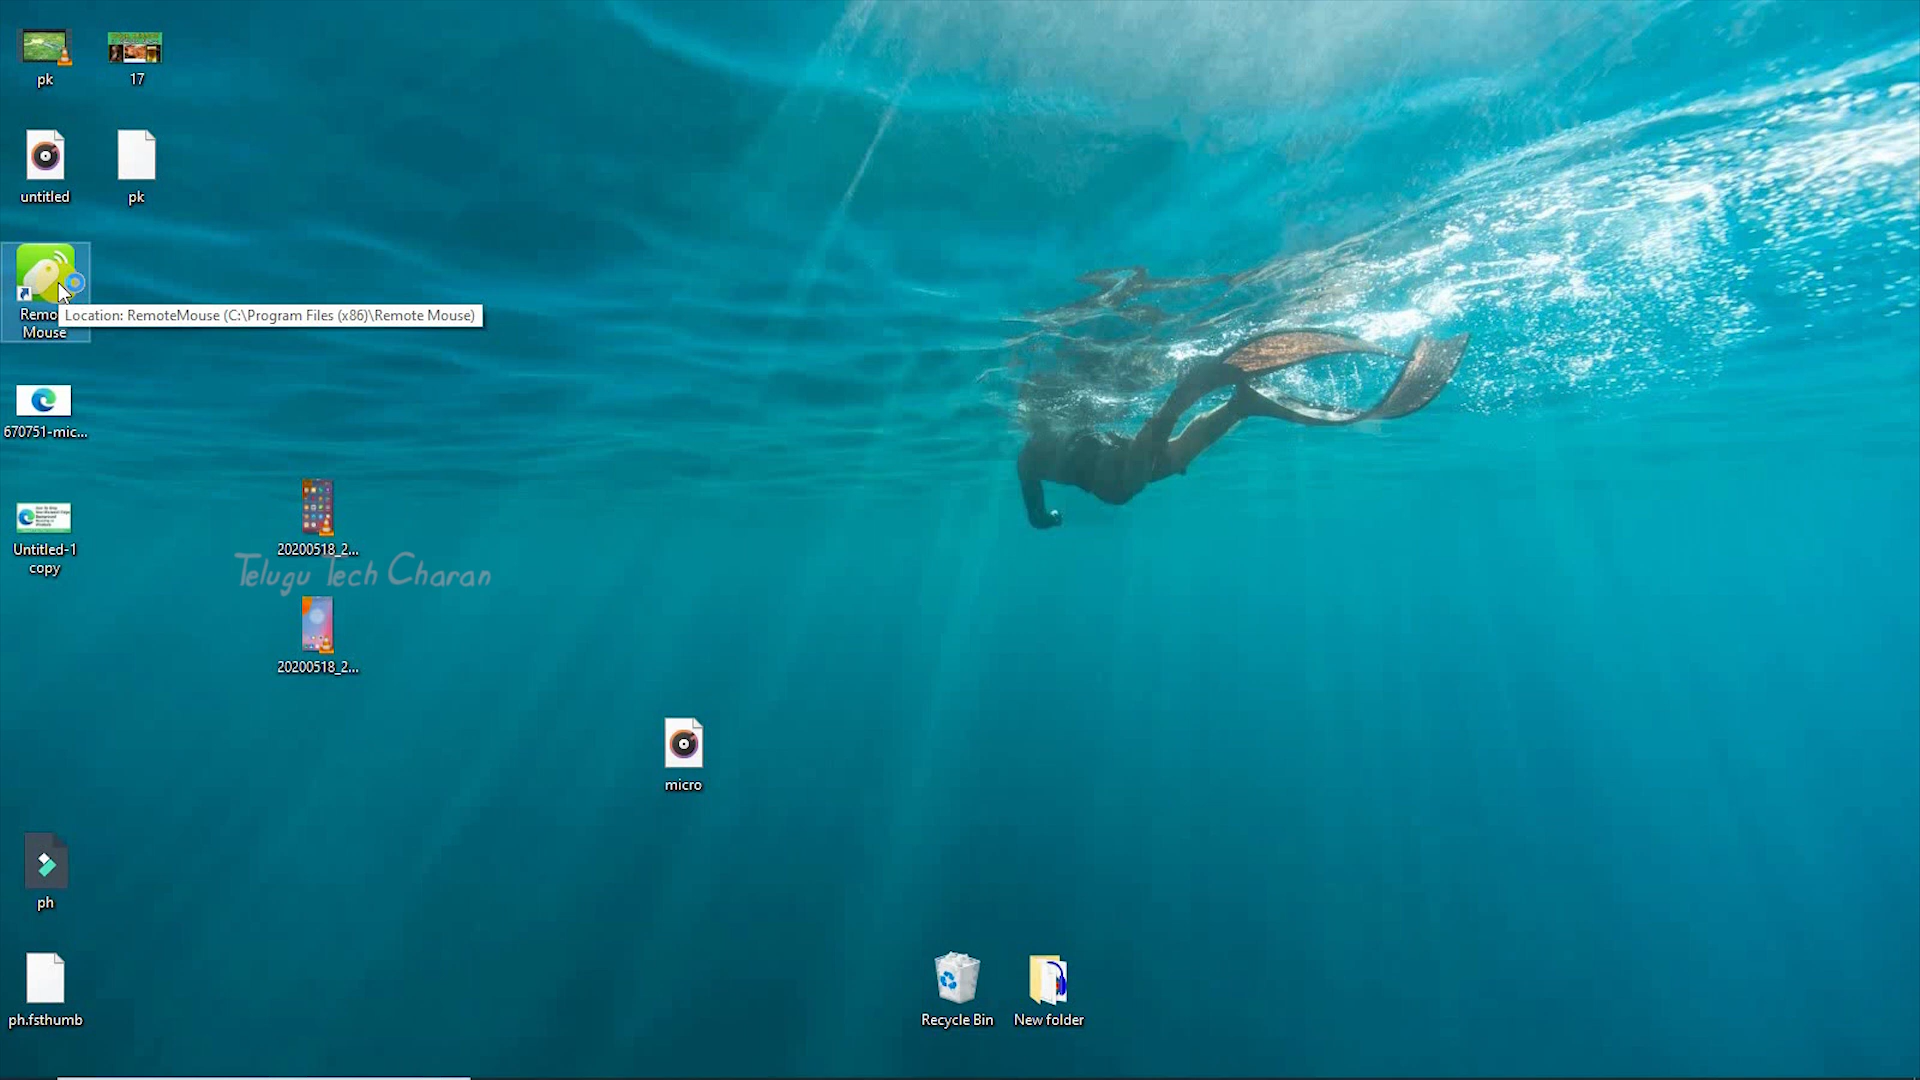 pk
17
untitled
pk
Remo
Mouse
Location: RemoteMouse (C:\Program Files (x86)\Remote Mouse)
670751-mic...
Untitled-1
copy
20200518_2...
Telugu Tech Charan
20200518_2...
micro
ph
ph.fsthumb
Recycle Bin
New folder